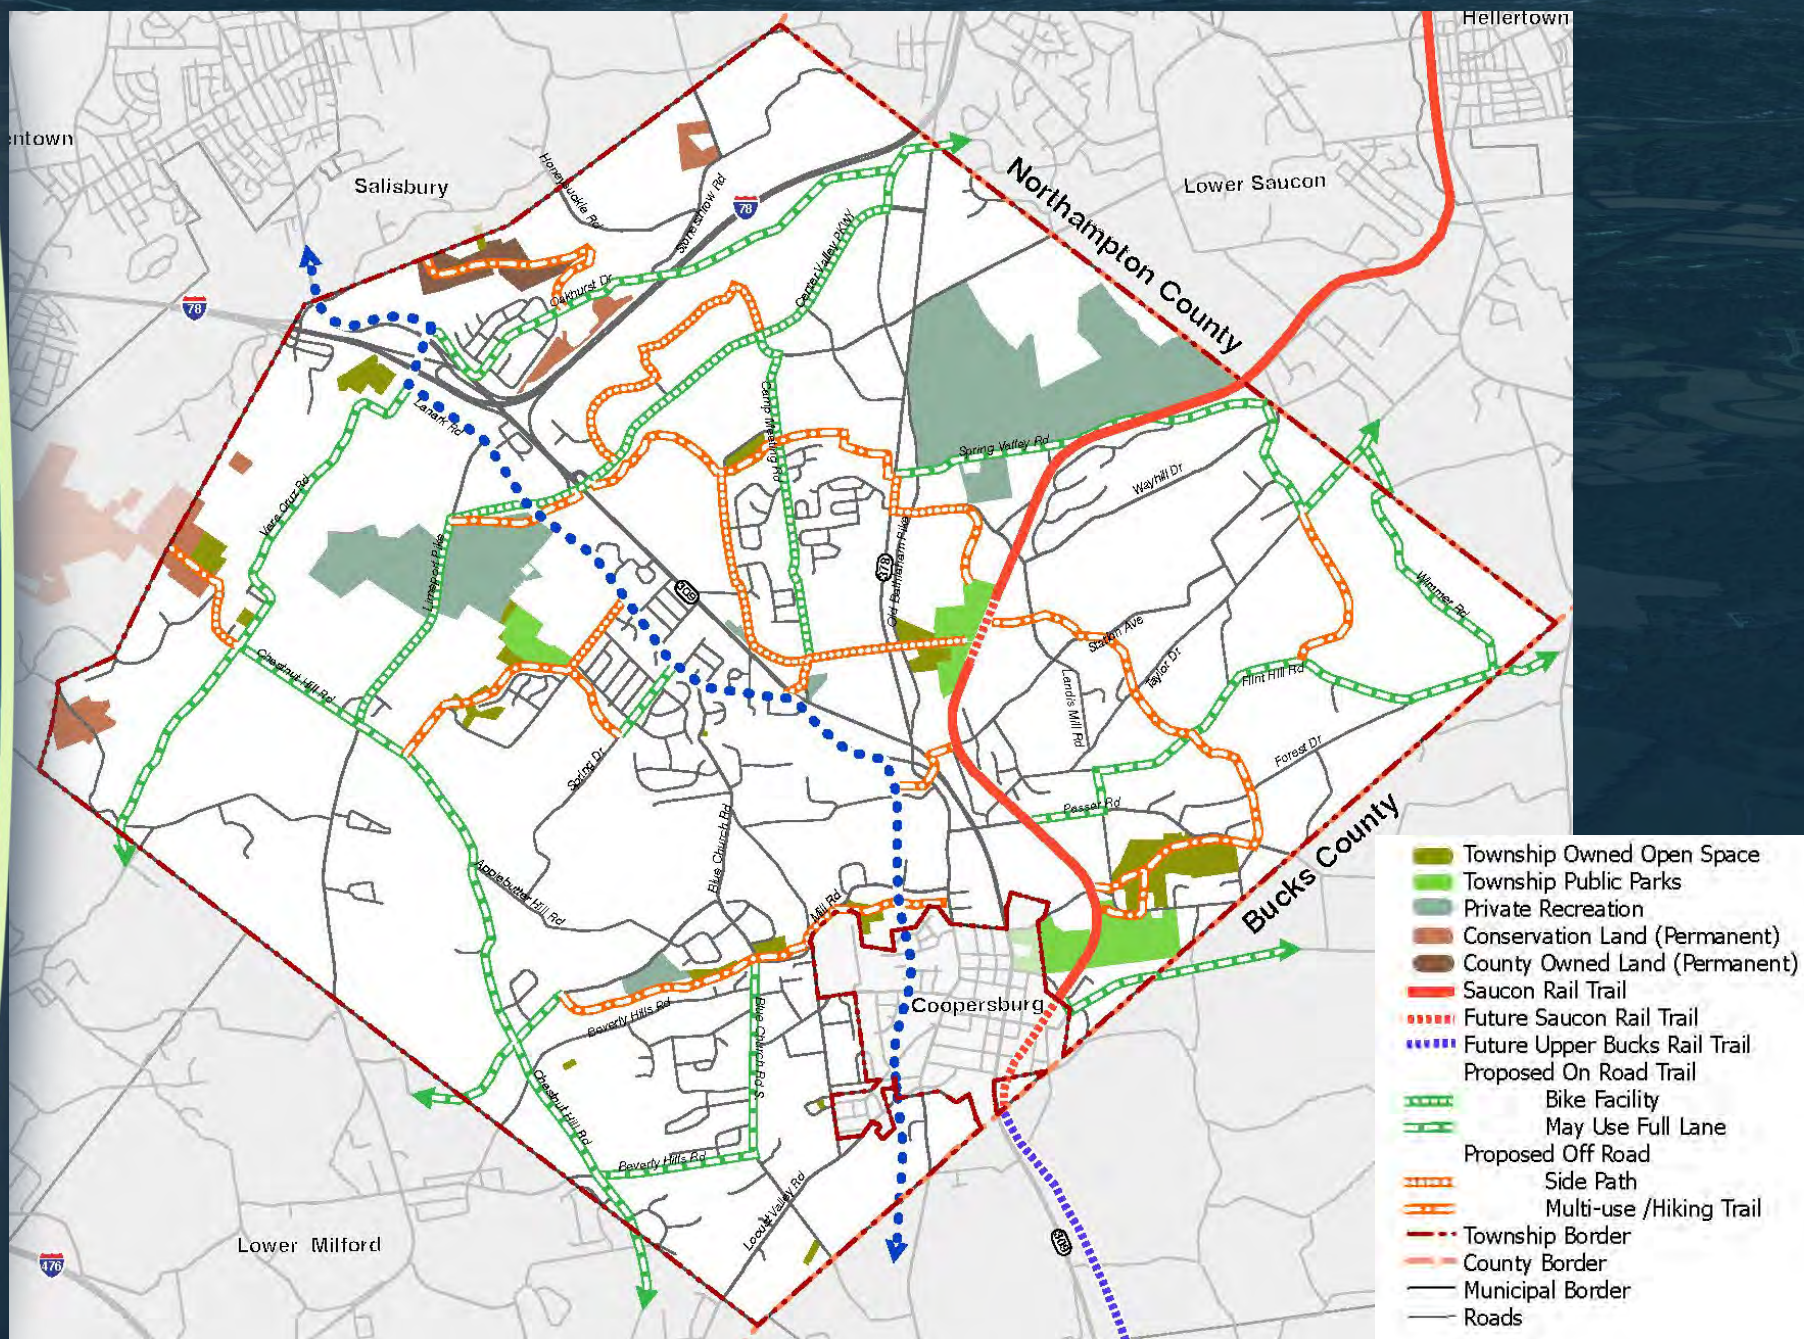 Hellertown
entown
Salisbury
Lower Saucon
Northampton County
Honeysuckle Rd
Stonesthrow Rd
78
78
Oakhurst Dr
Center Valley PKWY
Lanark Rd
Camp Meeting Rd
Spring Valley Rd
Wayhill Dr
Vera Cruz Rd
Limeport Pike
309
378
Old Bethlehem Pike
Wimmer Rd
Station Ave
Taylor Dr
Landis Mill Rd
Flint Hill Rd
Chestnut Hill Rd
Spring Dr
Forest Dr
Passer Rd
Blue Church Rd
Bucks County
Applebutter Hill Rd
Mill Rd
Coopersburg
Beverly Hills Rd
Blue Church Rd S
Chestnut Hill Rd
Beverly Hills Rd
Locust Valley Rd
Lower Milford
476
309
Township Owned Open Space
Township Public Parks
Private Recreation
Conservation Land (Permanent)
County Owned Land (Permanent)
Saucon Rail Trail
Future Saucon Rail Trail
Future Upper Bucks Rail Trail
Proposed On Road Trail
Bike Facility
May Use Full Lane
Proposed Off Road
Side Path
Multi-use /Hiking Trail
Township Border
County Border
Municipal Border
Roads